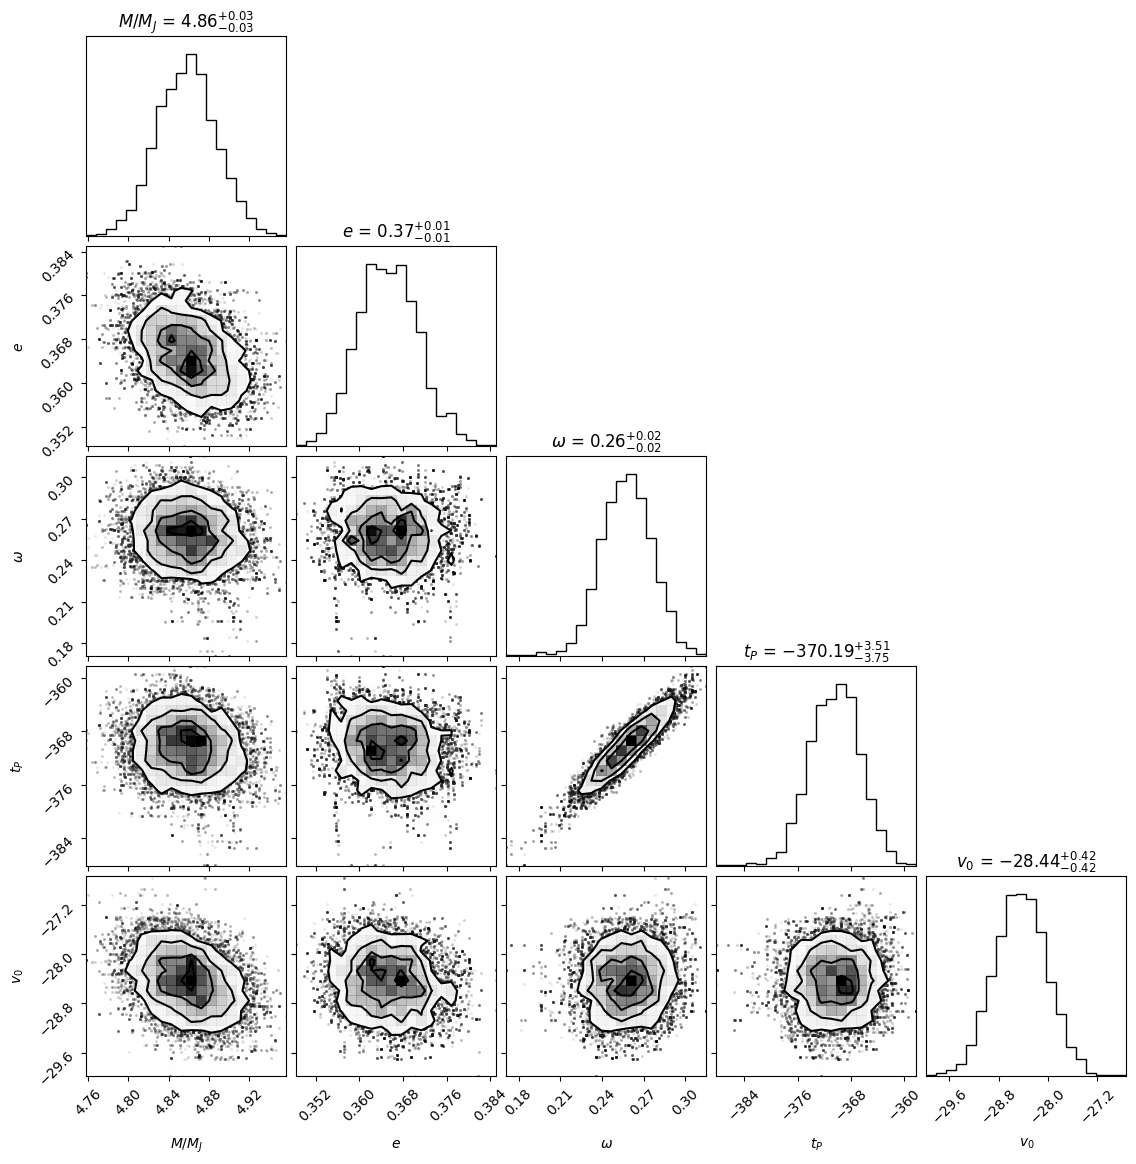 M/M_J = 4.86^{+0.03}_{−0.03}
0.384
0.376
0.368
0.360
0.352
e
e = 0.37^{+0.01}_{−0.01}
0.30
0.27
0.24
0.21
0.18
ω
ω = 0.26^{+0.02}_{−0.02}
−360
−368
−376
−384
t_P
t_P = −370.19^{+3.51}_{−3.75}
−27.2
−28.0
−28.8
−29.6
v_0
v_0 = −28.44^{+0.42}_{−0.42}
4.76 4.80 4.84 4.88 4.92
0.352 0.360 0.368 0.376 0.384
0.18 0.21 0.24 0.27 0.30
−384 −376 −368 −360
−29.6 −28.8 −28.0 −27.2
M/M_J e ω t_P v_0